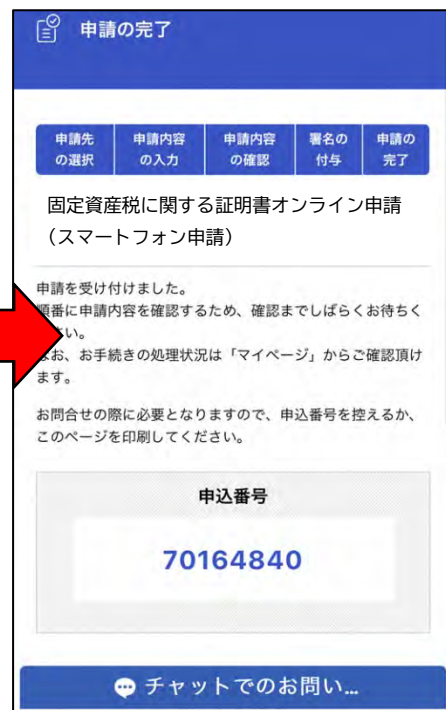 申請の完了
申請先 申請内容 申請内容 署名の 申請の
の選択 の入力 の確認 付与 完了
固定資産税に関する証明書オンライン申請
（スマートフォン申請）
申請を受け付けました。
番に申請内容を確認するため、確認までしばらくお待ちく
い。
お、お手続きの処理状況は「マイページ」からご確認頂け
ます。
お問合せの際に必要となりますので、申込番号を控えるか、
このページを印刷してください。
申込番号
70164840
チャットでのお問い...